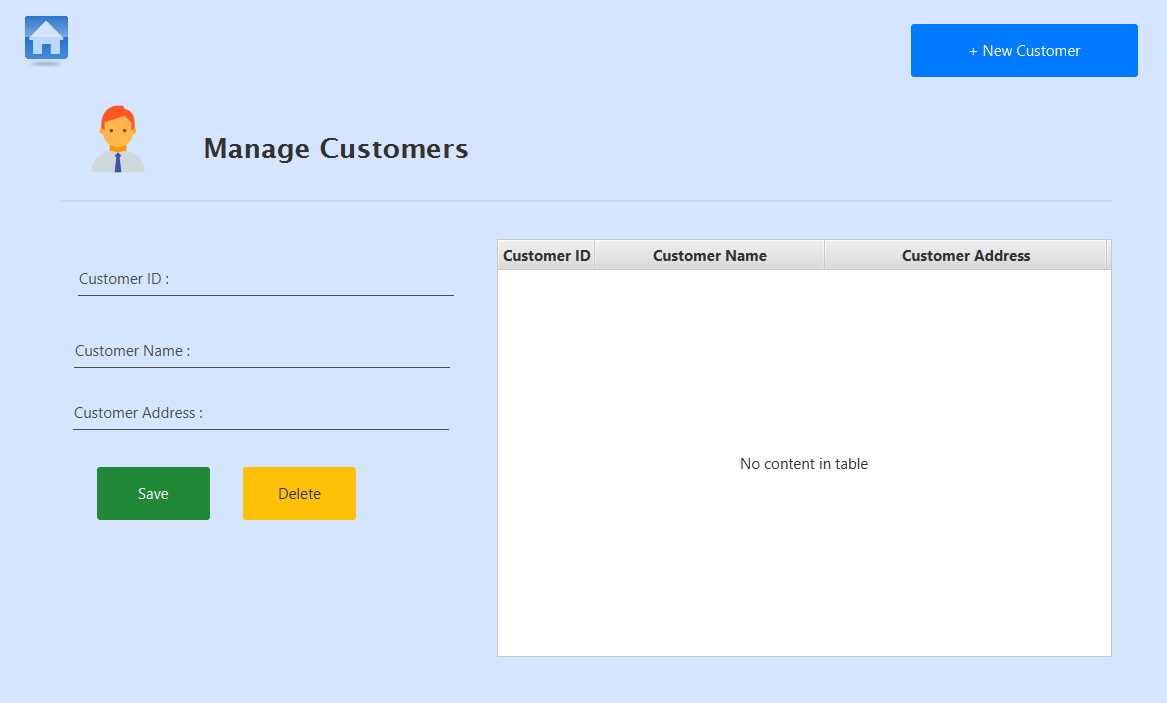 + New Customer
Manage Customers
Customer ID :
Customer Name :
Customer Address :
Save Delete
Customer ID Customer Name Customer Address
No content in table